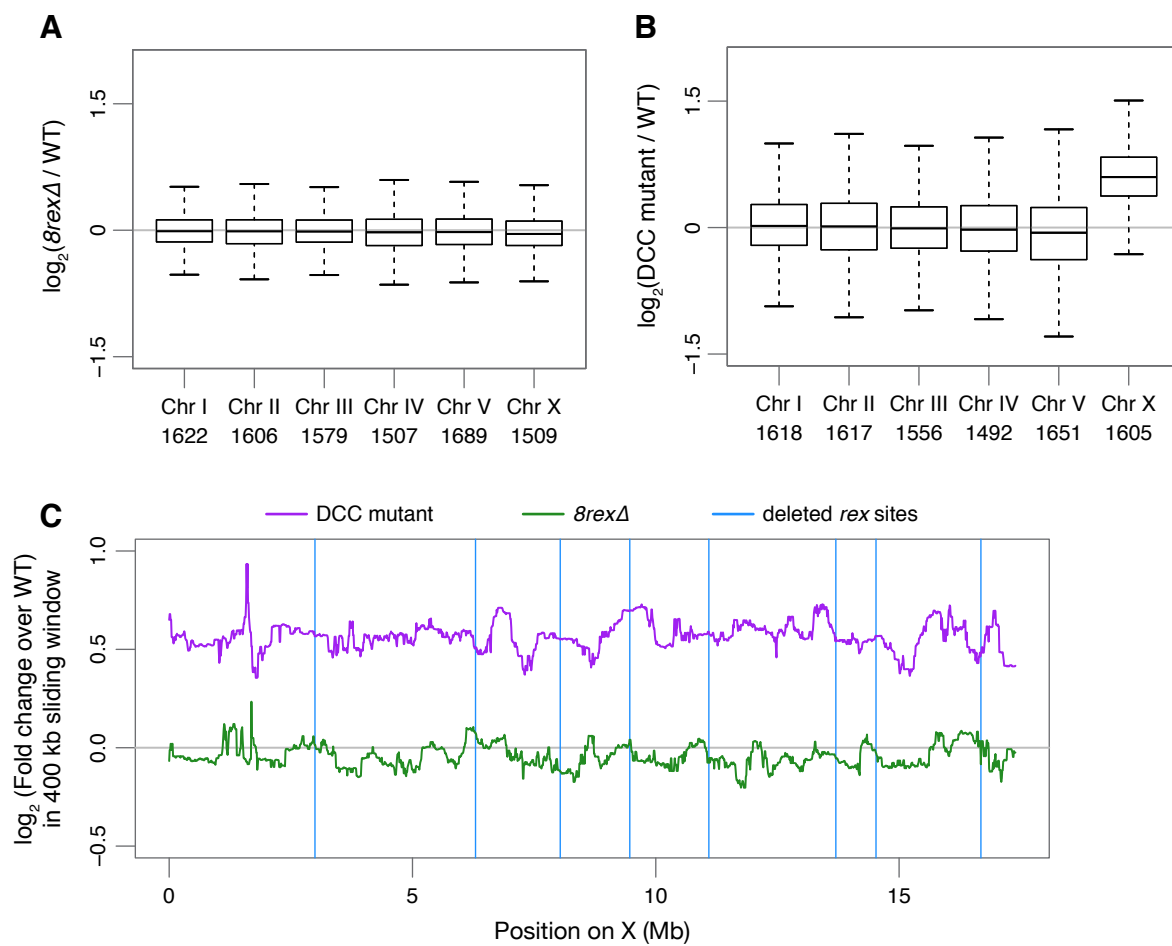 A
log₂(8rexΔ / WT)
1.5
0
−1.5
Chr I Chr II Chr III Chr IV Chr V Chr X
1622 1606 1579 1507 1689 1509
B
log₂(DCC mutant / WT)
1.5
0
−1.5
Chr I Chr II Chr III Chr IV Chr V Chr X
1618 1617 1556 1492 1651 1605
C
DCC mutant 8rexΔ deleted rex sites
log₂ (Fold change over WT)
in 400 kb sliding window
1.0
0.5
0.0
−0.5
0 5 10 15
Position on X (Mb)